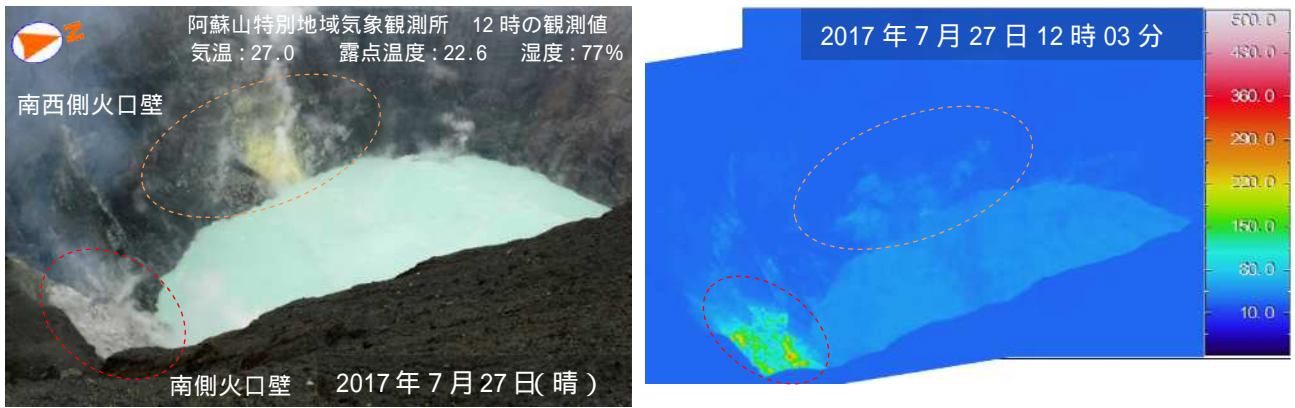 N
阿蘇山特別地域気象観測所 12時の観測値
気温：27.0 露点温度：22.6 湿度：77%
南西側火口壁
南側火口壁
2017年7月27日（晴）
2017年7月27日12時03分
500.0
430.0
360.0
290.0
220.0
150.0
80.0
10.0